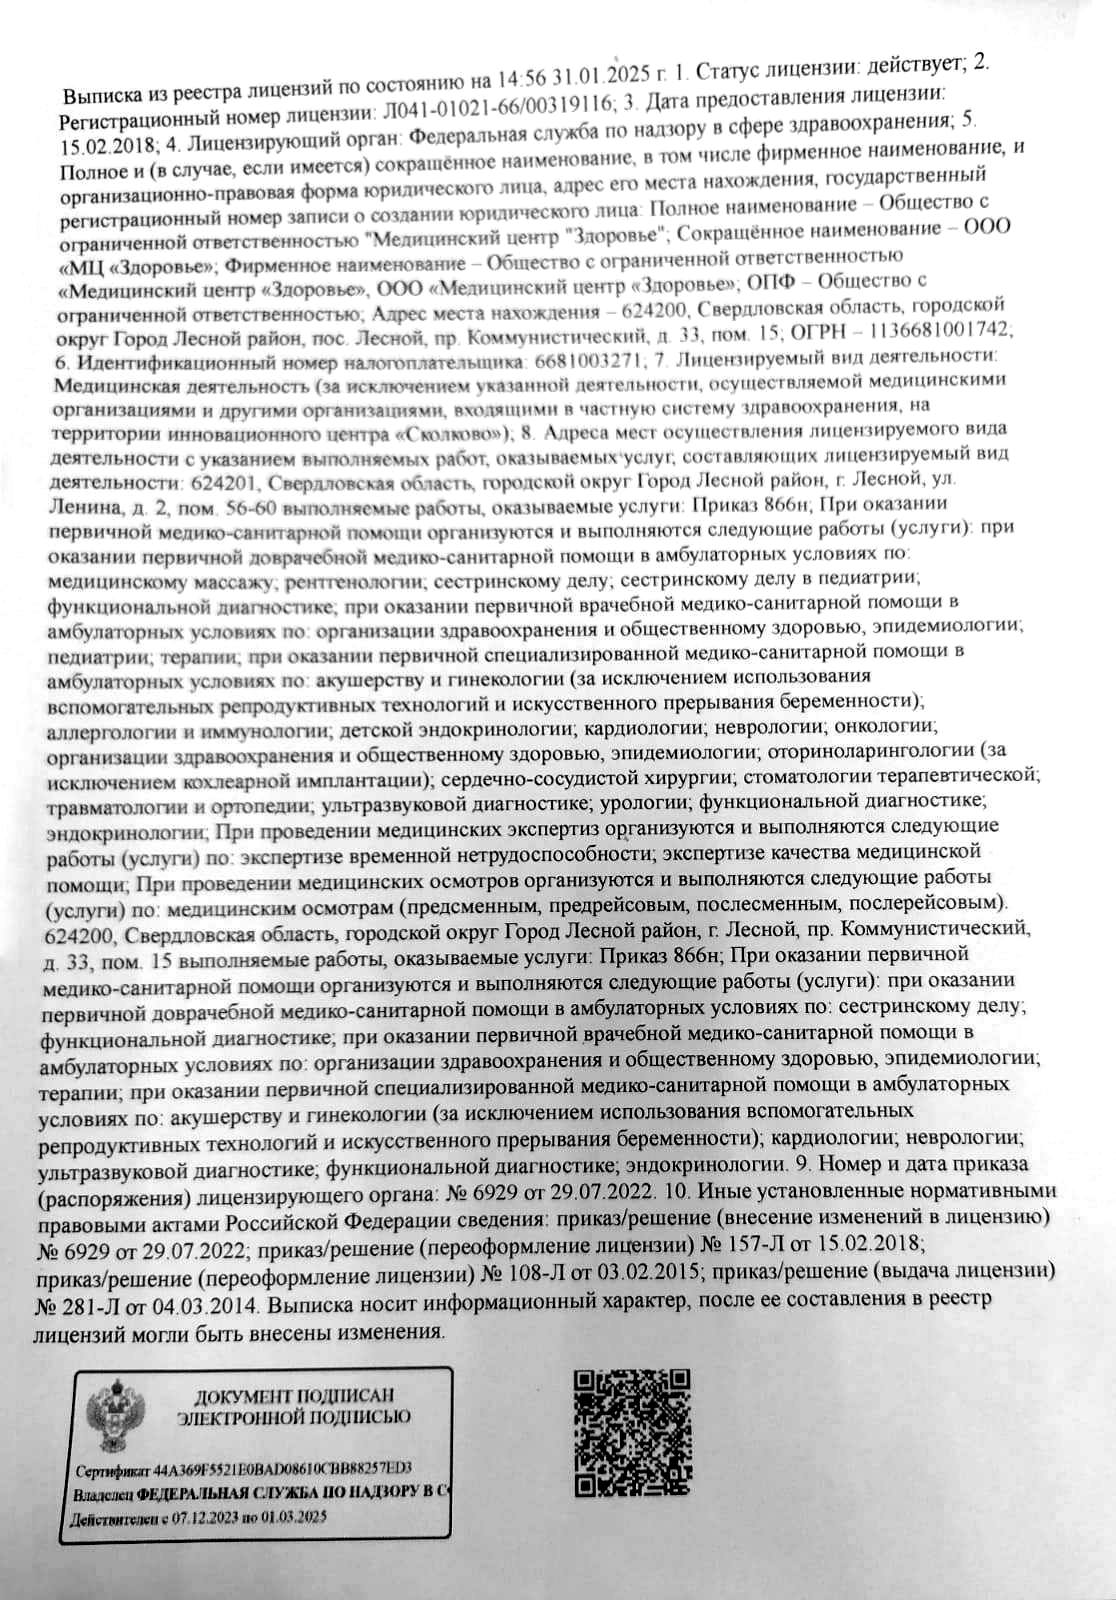 Выписка из реестра лицензий по состоянию на 14:56 31.01.2025 г. 1. Статус лицензии: действует; 2.
Регистрационный номер лицензии: Л041-01021-66/00319116; 3. Дата предоставления лицензии:
15.02.2018; 4. Лицензирующий орган: Федеральная служба по надзору в сфере здравоохранения; 5.
Полное и (в случае, если имеется) сокращённое наименование, в том числе фирменное наименование, и
организационно-правовая форма юридического лица, адрес его места нахождения, государственный
регистрационный номер записи о создании юридического лица: Полное наименование – Общество с
ограниченной ответственностью "Медицинский центр "Здоровье"; Сокращённое наименование – ООО
«МЦ «Здоровье»; Фирменное наименование – Общество с ограниченной ответственностью
«Медицинский центр «Здоровье», ООО «Медицинский центр «Здоровье»; ОПФ – Общество с
ограниченной ответственностью; Адрес места нахождения – 624200, Свердловская область, городской
округ Город Лесной район, пос. Лесной, пр. Коммунистический, д. 33, пом. 15; ОГРН – 1136681001742;
6. Идентификационный номер налогоплательщика: 6681003271; 7. Лицензируемый вид деятельности:
Медицинская деятельность (за исключением указанной деятельности, осуществляемой медицинскими
организациями и другими организациями, входящими в частную систему здравоохранения, на
территории инновационного центра «Сколково»); 8. Адреса мест осуществления лицензируемого вида
деятельности с указанием выполняемых работ, оказываемых услуг, составляющих лицензируемый вид
деятельности: 624201, Свердловская область, городской округ Город Лесной район, г. Лесной, ул.
Ленина, д. 2, пом. 56-60 выполняемые работы, оказываемые услуги: Приказ 866н; При оказании
первичной медико-санитарной помощи организуются и выполняются следующие работы (услуги): при
оказании первичной доврачебной медико-санитарной помощи в амбулаторных условиях по:
медицинскому массажу; рентгенологии; сестринскому делу; сестринскому делу в педиатрии;
функциональной диагностике; при оказании первичной врачебной медико-санитарной помощи в
амбулаторных условиях по: организации здравоохранения и общественному здоровью, эпидемиологии;
педиатрии; терапии; при оказании первичной специализированной медико-санитарной помощи в
амбулаторных условиях по: акушерству и гинекологии (за исключением использования
вспомогательных репродуктивных технологий и искусственного прерывания беременности);
аллергологии и иммунологии; детской эндокринологии; кардиологии; неврологии; онкологии;
организации здравоохранения и общественному здоровью, эпидемиологии; оториноларингологии (за
исключением кохлеарной имплантации); сердечно-сосудистой хирургии; стоматологии терапевтической;
травматологии и ортопедии; ультразвуковой диагностике; урологии; функциональной диагностике;
эндокринологии; При проведении медицинских экспертиз организуются и выполняются следующие
работы (услуги) по: экспертизе временной нетрудоспособности; экспертизе качества медицинской
помощи; При проведении медицинских осмотров организуются и выполняются следующие работы
(услуги) по: медицинским осмотрам (предсменным, предрейсовым, послесменным, послерейсовым).
624200, Свердловская область, городской округ Город Лесной район, г. Лесной, пр. Коммунистический,
д. 33, пом. 15 выполняемые работы, оказываемые услуги: Приказ 866н; При оказании первичной
медико-санитарной помощи организуются и выполняются следующие работы (услуги): при оказании
первичной доврачебной медико-санитарной помощи в амбулаторных условиях по: сестринскому делу;
функциональной диагностике; при оказании первичной врачебной медико-санитарной помощи в
амбулаторных условиях по: организации здравоохранения и общественному здоровью, эпидемиологии;
терапии; при оказании первичной специализированной медико-санитарной помощи в амбулаторных
условиях по: акушерству и гинекологии (за исключением использования вспомогательных
репродуктивных технологий и искусственного прерывания беременности); кардиологии; неврологии;
ультразвуковой диагностике; функциональной диагностике; эндокринологии. 9. Номер и дата приказа
(распоряжения) лицензирующего органа: № 6929 от 29.07.2022. 10. Иные установленные нормативными
правовыми актами Российской Федерации сведения: приказ/решение (внесение изменений в лицензию)
№ 6929 от 29.07.2022; приказ/решение (переоформление лицензии) № 157-Л от 15.02.2018;
приказ/решение (переоформление лицензии) № 108-Л от 03.02.2015; приказ/решение (выдача лицензии)
№ 281-Л от 04.03.2014. Выписка носит информационный характер, после ее составления в реестр
лицензий могли быть внесены изменения.
ДОКУМЕНТ ПОДПИСАН
ЭЛЕКТРОННОЙ ПОДПИСЬЮ
Сертификат 44A369F5521E0BAD08610CBB88257ED3
Владелец ФЕДЕРАЛЬНАЯ СЛУЖБА ПО НАДЗОРУ В С
Действителен с 07.12.2023 по 01.03.2025